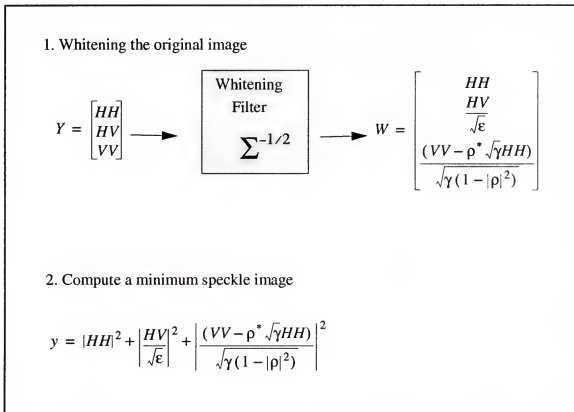 1. Whitening the original image
Y = [HH HV VV]
Whitening
Filter
∑^{-1/2}
W = [HH, HV/√ε, (VV − ρ* √γ HH)/√(γ(1 − |ρ|²))]
2. Compute a minimum speckle image
y = |HH|² + |HV/√ε|² + |(VV − ρ* √γ HH)/√(γ(1 − |ρ|²))|²